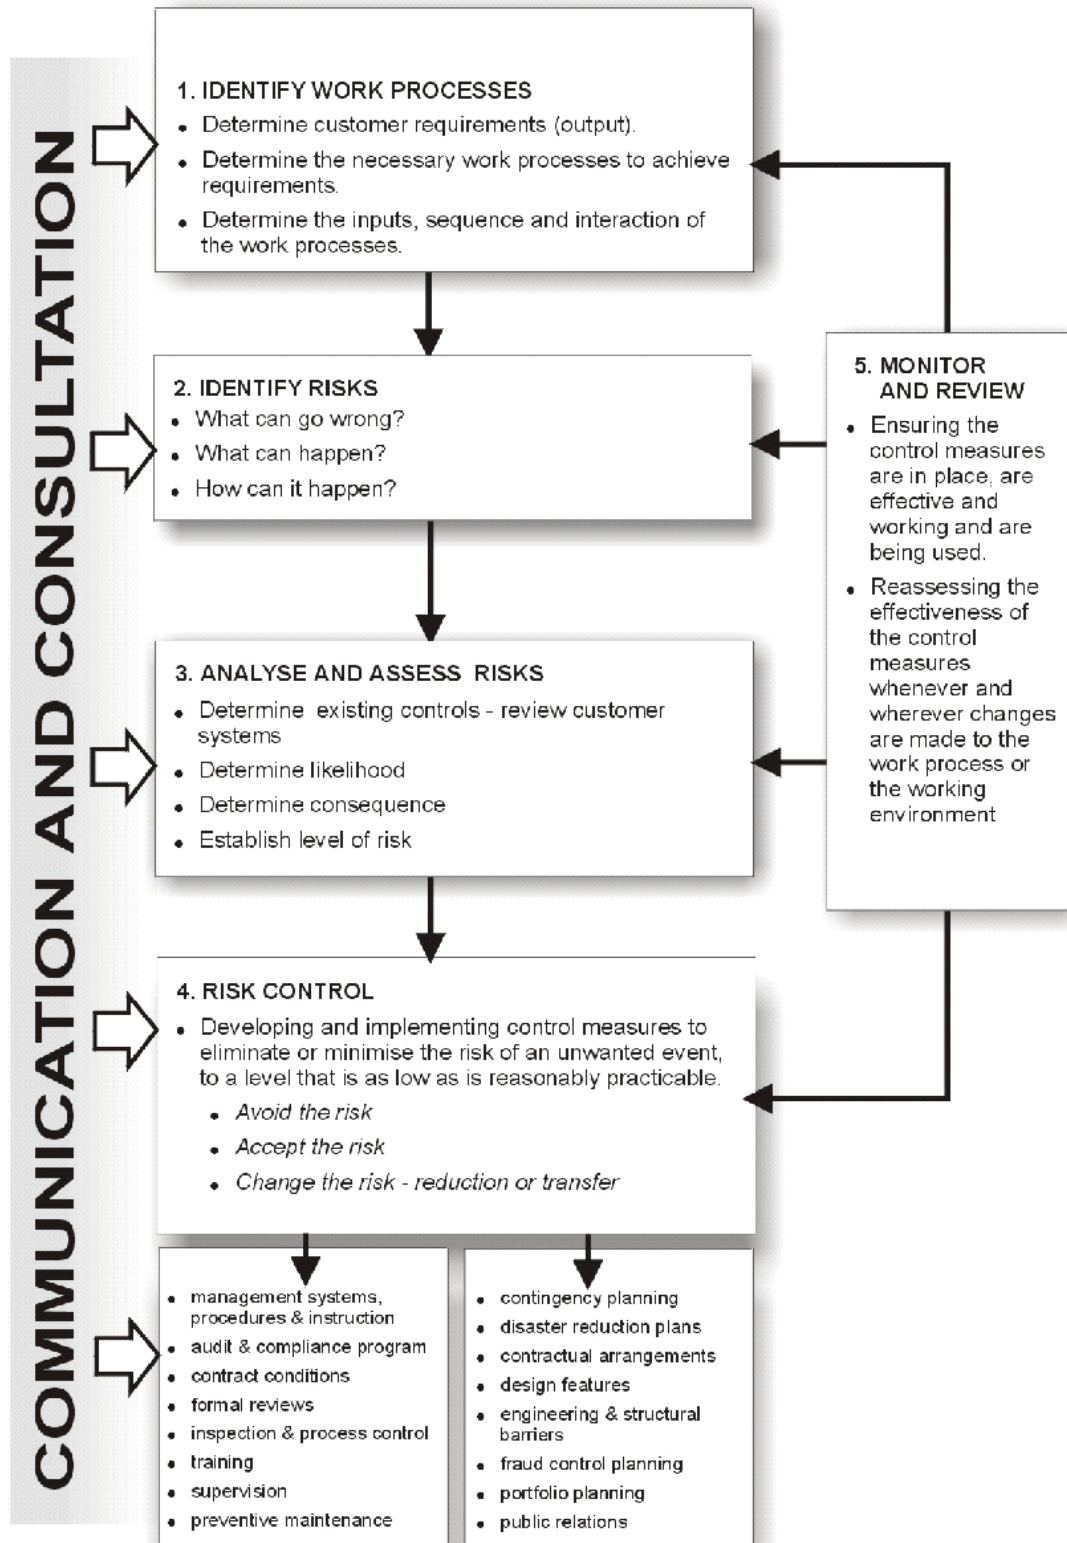 COMMUNICATION AND CONSULTATION
1. IDENTIFY WORK PROCESSES
• Determine customer requirements (output).
• Determine the necessary work processes to achieve
requirements.
• Determine the inputs, sequence and interaction of
the work processes.
2. IDENTIFY RISKS
• What can go wrong?
• What can happen?
• How can it happen?
3. ANALYSE AND ASSESS RISKS
• Determine existing controls - review customer
systems
• Determine likelihood
• Determine consequence
• Establish level of risk
4. RISK CONTROL
• Developing and implementing control measures to
eliminate or minimise the risk of an unwanted event,
to a level that is as low as is reasonably practicable.
• Avoid the risk
• Accept the risk
• Change the risk - reduction or transfer
• management systems,
procedures & instruction
• audit & compliance program
• contract conditions
• formal reviews
• inspection & process control
• training
• supervision
• preventive maintenance
• contingency planning
• disaster reduction plans
• contractual arrangements
• design features
• engineering & structural
barriers
• fraud control planning
• portfolio planning
• public relations
5. MONITOR
AND REVIEW
• Ensuring the
control measures
are in place, are
effective and
working and are
being used.
• Reassessing the
effectiveness of
the control
measures
whenever and
wherever changes
are made to the
work process or
the working
environment